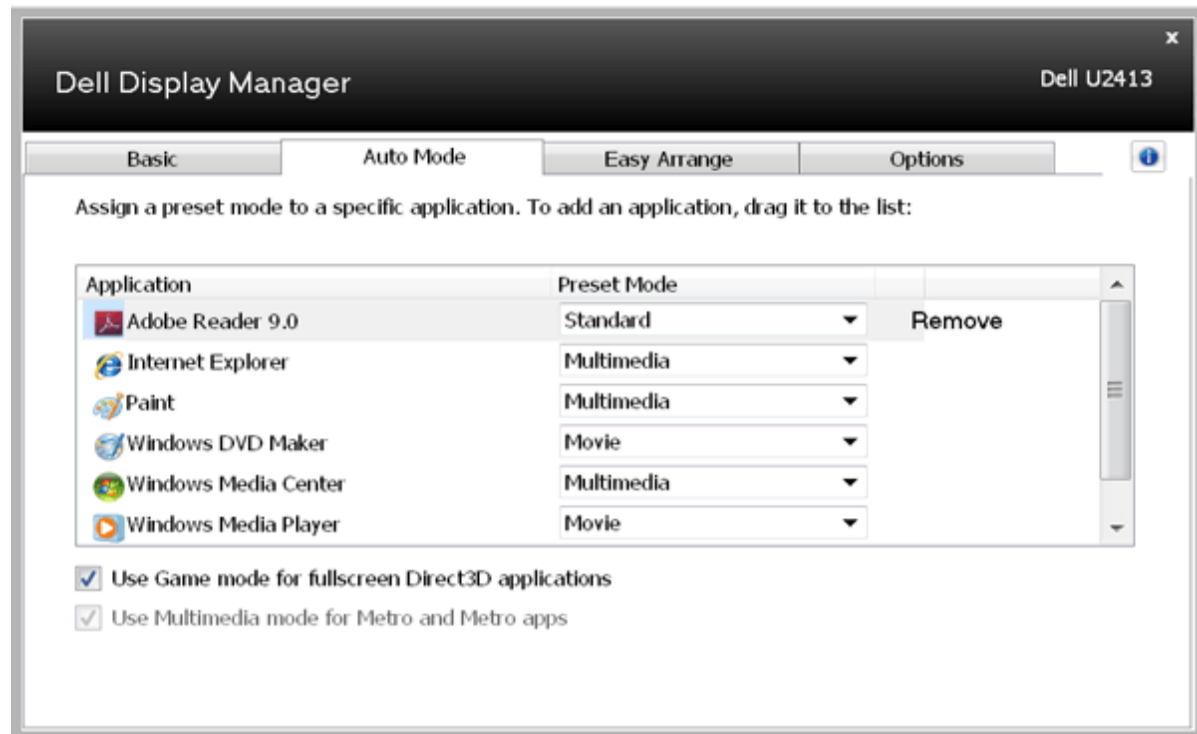 x
Dell Display Manager
Dell U2413
Basic Auto Mode Easy Arrange Options
Assign a preset mode to a specific application. To add an application, drag it to the list:
Application Preset Mode
Adobe Reader 9.0 Standard Remove
Internet Explorer Multimedia
Paint Multimedia
Windows DVD Maker Movie
Windows Media Center Multimedia
Windows Media Player Movie
Use Game mode for fullscreen Direct3D applications
Use Multimedia mode for Metro and Metro apps